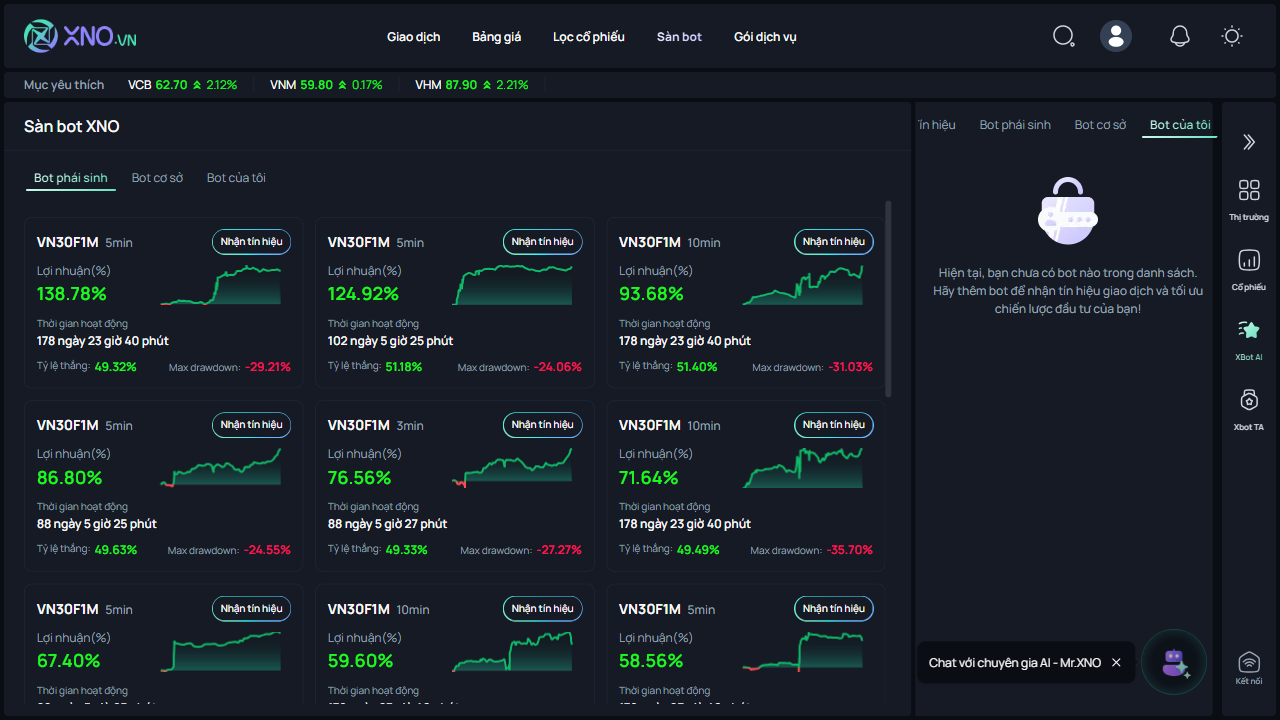 XNO.VN
Giao dịch
Bảng giá
Lọc cổ phiếu
Sàn bot
Gói dịch vụ
Mục yêu thích
VCB 62.70 2.12%
VNM 59.80 0.17%
VHM 87.90 2.21%
Sàn bot XNO
Bot phái sinh
Bot cơ sở
Bot của tôi
VN30F1M 5min
Nhận tín hiệu
Lợi nhuận(%)
138.78%
Thời gian hoạt động
178 ngày 23 giờ 40 phút
Tỷ lệ thắng: 49.32%
Max drawdown: -29.21%
VN30F1M 5min
Nhận tín hiệu
Lợi nhuận(%)
124.92%
Thời gian hoạt động
102 ngày 5 giờ 25 phút
Tỷ lệ thắng: 51.18%
Max drawdown: -24.06%
VN30F1M 10min
Nhận tín hiệu
Lợi nhuận(%)
93.68%
Thời gian hoạt động
178 ngày 23 giờ 40 phút
Tỷ lệ thắng: 51.40%
Max drawdown: -31.03%
VN30F1M 5min
Nhận tín hiệu
Lợi nhuận(%)
86.80%
Thời gian hoạt động
88 ngày 5 giờ 25 phút
Tỷ lệ thắng: 49.63%
Max drawdown: -24.55%
VN30F1M 3min
Nhận tín hiệu
Lợi nhuận(%)
76.56%
Thời gian hoạt động
88 ngày 5 giờ 27 phút
Tỷ lệ thắng: 49.33%
Max drawdown: -27.27%
VN30F1M 10min
Nhận tín hiệu
Lợi nhuận(%)
71.64%
Thời gian hoạt động
178 ngày 23 giờ 40 phút
Tỷ lệ thắng: 49.49%
Max drawdown: -35.70%
VN30F1M 5min
Nhận tín hiệu
Lợi nhuận(%)
67.40%
Thời gian hoạt động
VN30F1M 10min
Nhận tín hiệu
Lợi nhuận(%)
59.60%
Thời gian hoạt động
VN30F1M 5min
Nhận tín hiệu
Lợi nhuận(%)
58.56%
Thời gian hoạt động
ín hiệu
Bot phái sinh
Bot cơ sở
Bot của tôi
Hiện tại, bạn chưa có bot nào trong danh sách.
Hãy thêm bot để nhận tín hiệu giao dịch và tối ưu
chiến lược đầu tư của bạn!
Chat với chuyên gia AI - Mr.XNO
Thị trường
Cổ phiếu
XBot AI
Xbot TA
Kết nối